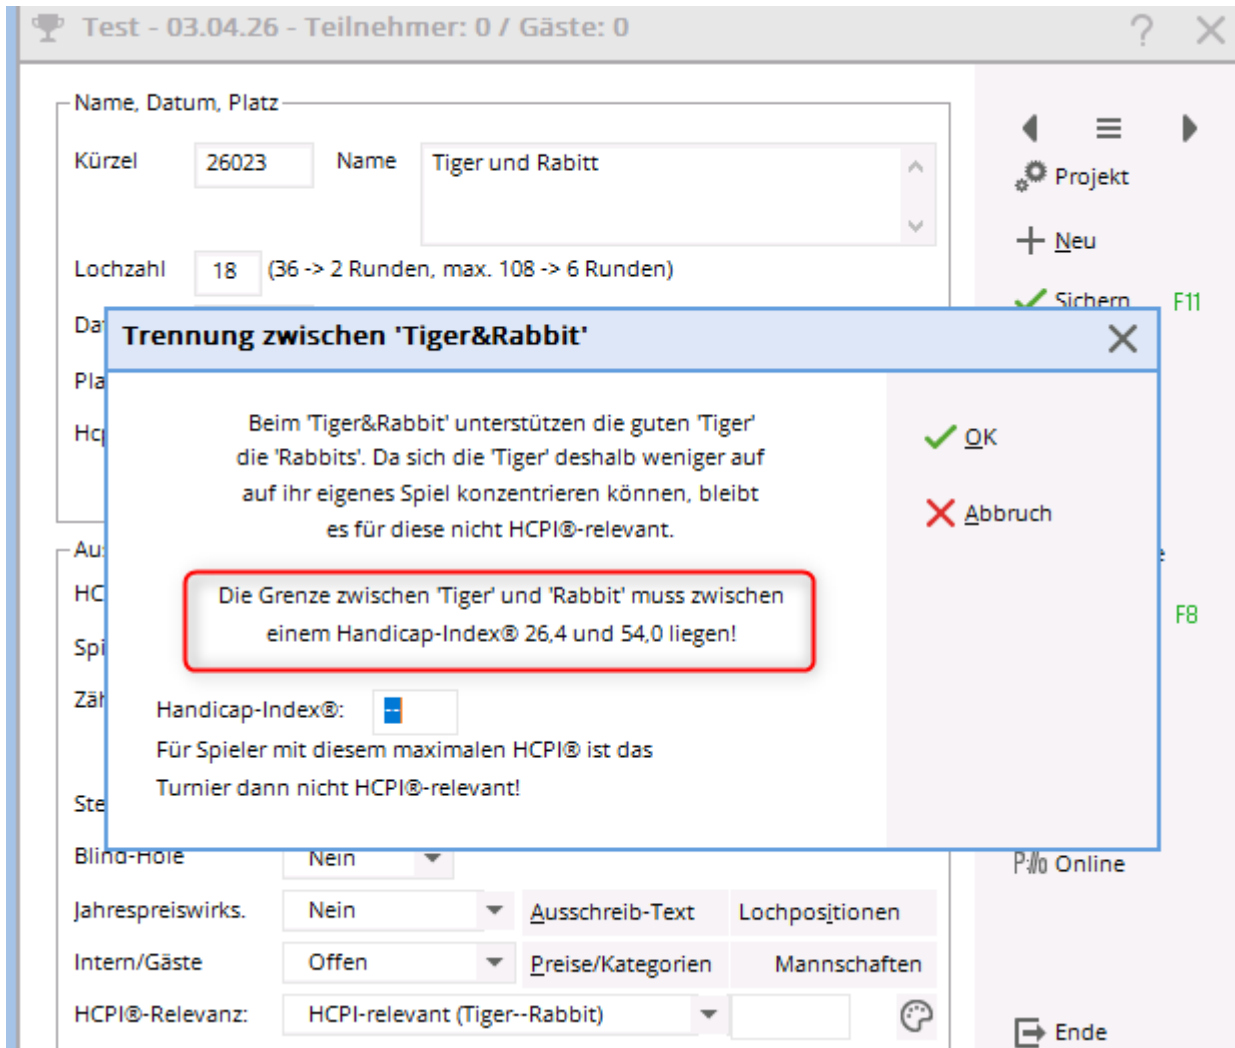 Test - 03.04.26 - Teilnehmer: 0 / Gäste: 0
?
Name, Datum, Platz
Kürzel 26023 Name Tiger und Rabitt
Projekt
Neu
Lochzahl 18 (36 -> 2 Runden, max. 108 -> 6 Runden)
Sichern F11
Trennung zwischen 'Tiger&Rabbit'
Beim 'Tiger&Rabbit' unterstützen die guten 'Tiger'
die 'Rabbits'. Da sich die 'Tiger' deshalb weniger auf
auf ihr eigenes Spiel konzentrieren können, bleibt
es für diese nicht HCPI®-relevant.
OK
Abbruch
Die Grenze zwischen 'Tiger' und 'Rabbit' muss zwischen
einem Handicap-Index® 26,4 und 54,0 liegen!
F8
Handicap-Index®: --
Für Spieler mit diesem maximalen HCPI® ist das
Turnier dann nicht HCPI®-relevant!
Blind-Hole Nein
Online
Jahrespreiswirks. Nein Ausschreib-Text Lochpositionen
Intern/Gäste Offen Preise/Kategorien Mannschaften
HCPI®-Relevanz: HCPI-relevant (Tiger--Rabbit)
Ende